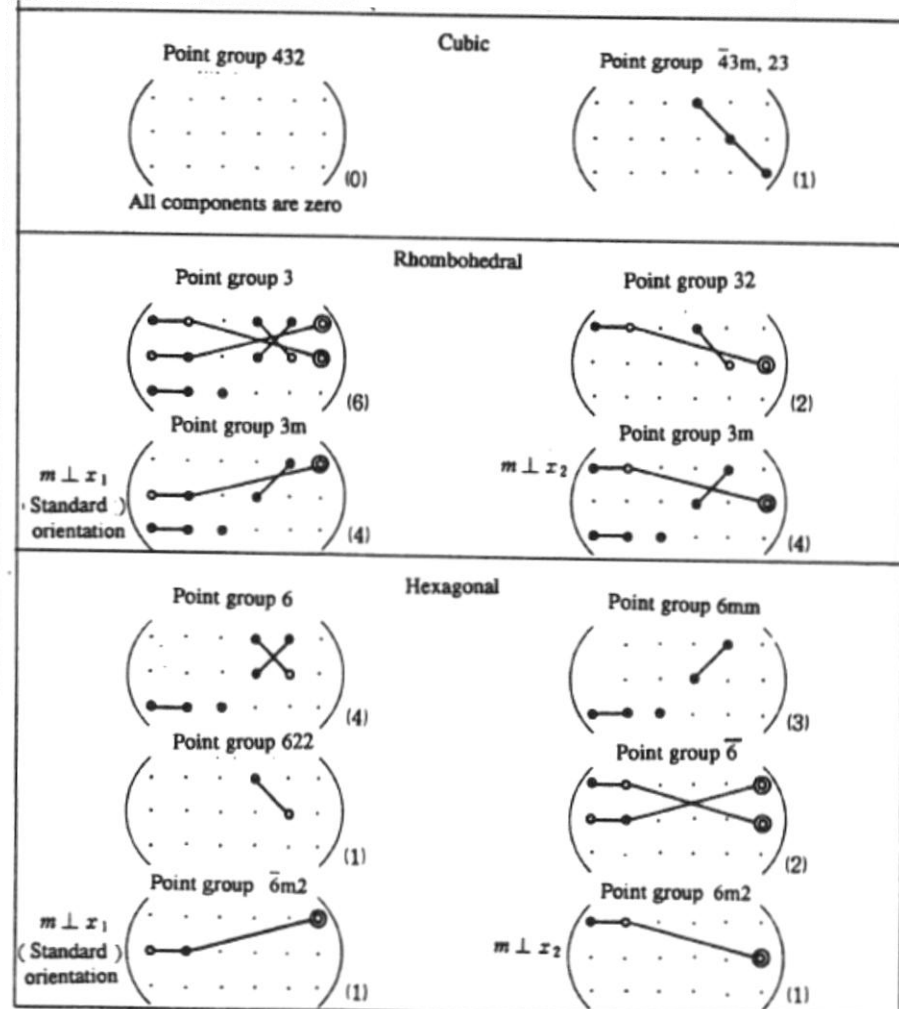 Cubic
Point group 432
Point group 4̅3m, 23
(0)
(1)
All components are zero
Rhombohedral
Point group 3
Point group 32
(6)
(2)
Point group 3m
Point group 3m
m ⊥ x₁
(Standard)
orientation
(4)
m ⊥ x₂
(4)
Hexagonal
Point group 6
Point group 6mm
(4)
(3)
Point group 622
Point group 6̅
(1)
(2)
Point group 6̅m2
Point group 6m2
m ⊥ x₁
(Standard)
orientation
(1)
m ⊥ x₂
(1)